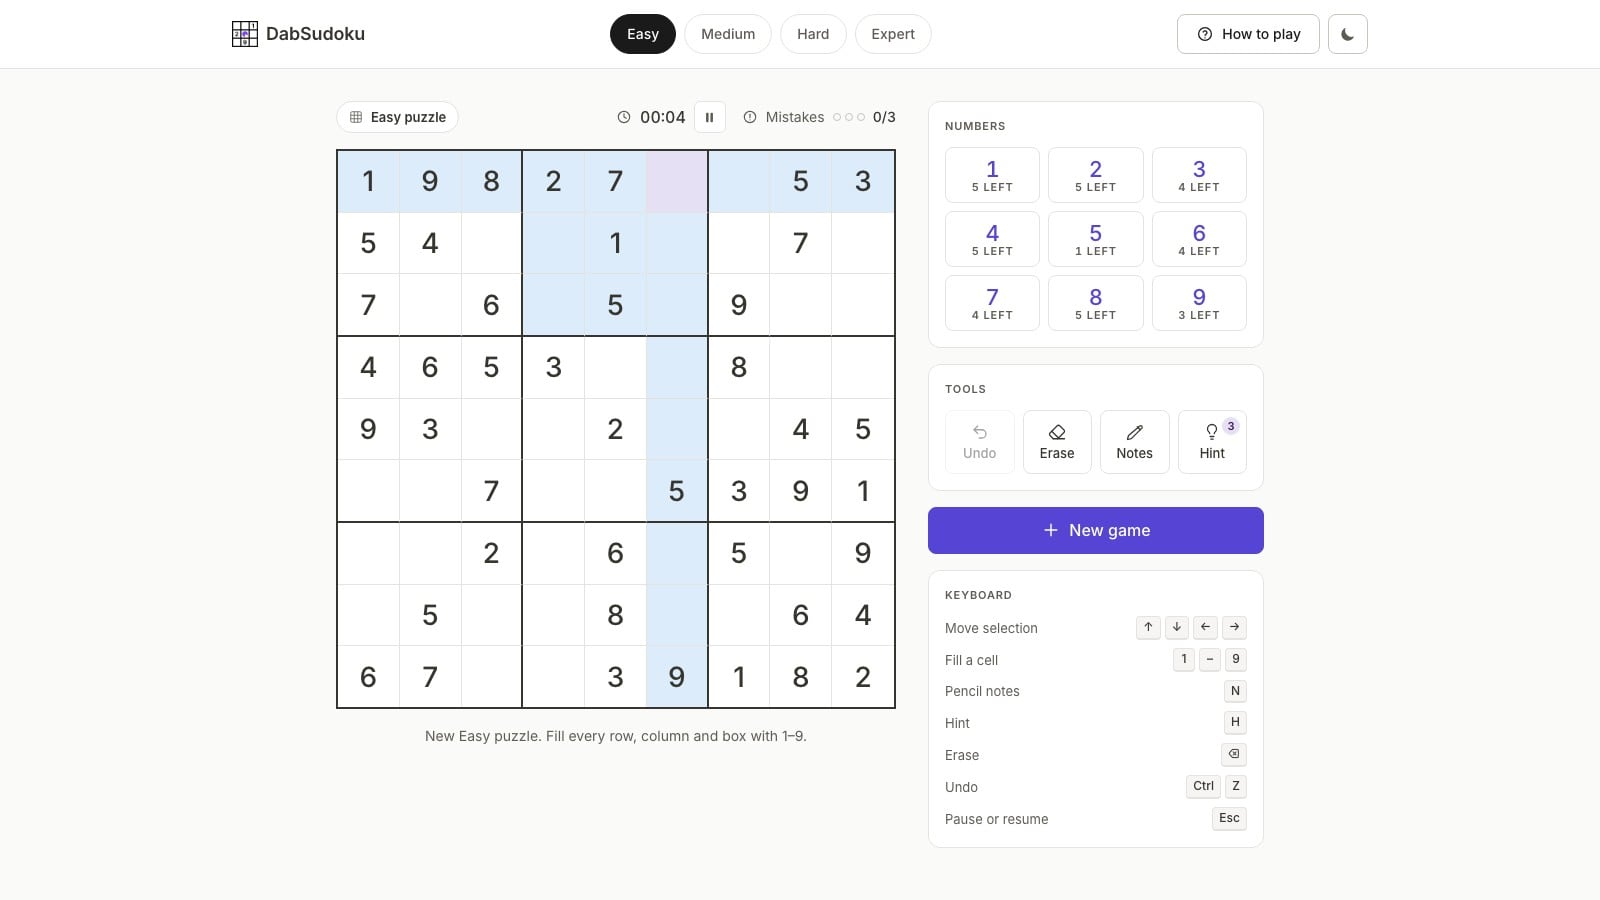 DabSudoku
Easy Medium Hard Expert
How to play
Easy puzzle
00:04
Mistakes 0/3
1 9 8 2 7 5 3
5 4 1 7
7 6 5 9
4 6 5 3 8
9 3 2 4 5
7 5 3 9 1
2 6 5 9
5 8 6 4
6 7 3 9 1 8 2
New Easy puzzle. Fill every row, column and box with 1–9.
NUMBERS
1 2 3
5 LEFT 5 LEFT 4 LEFT
4 5 6
5 LEFT 1 LEFT 4 LEFT
7 8 9
4 LEFT 5 LEFT 3 LEFT
TOOLS
3
Undo Erase Notes Hint
+ New game
KEYBOARD
Move selection ↑ ↓ ← →
Fill a cell 1 – 9
Pencil notes N
Hint H
Erase ⌫
Undo Ctrl Z
Pause or resume Esc